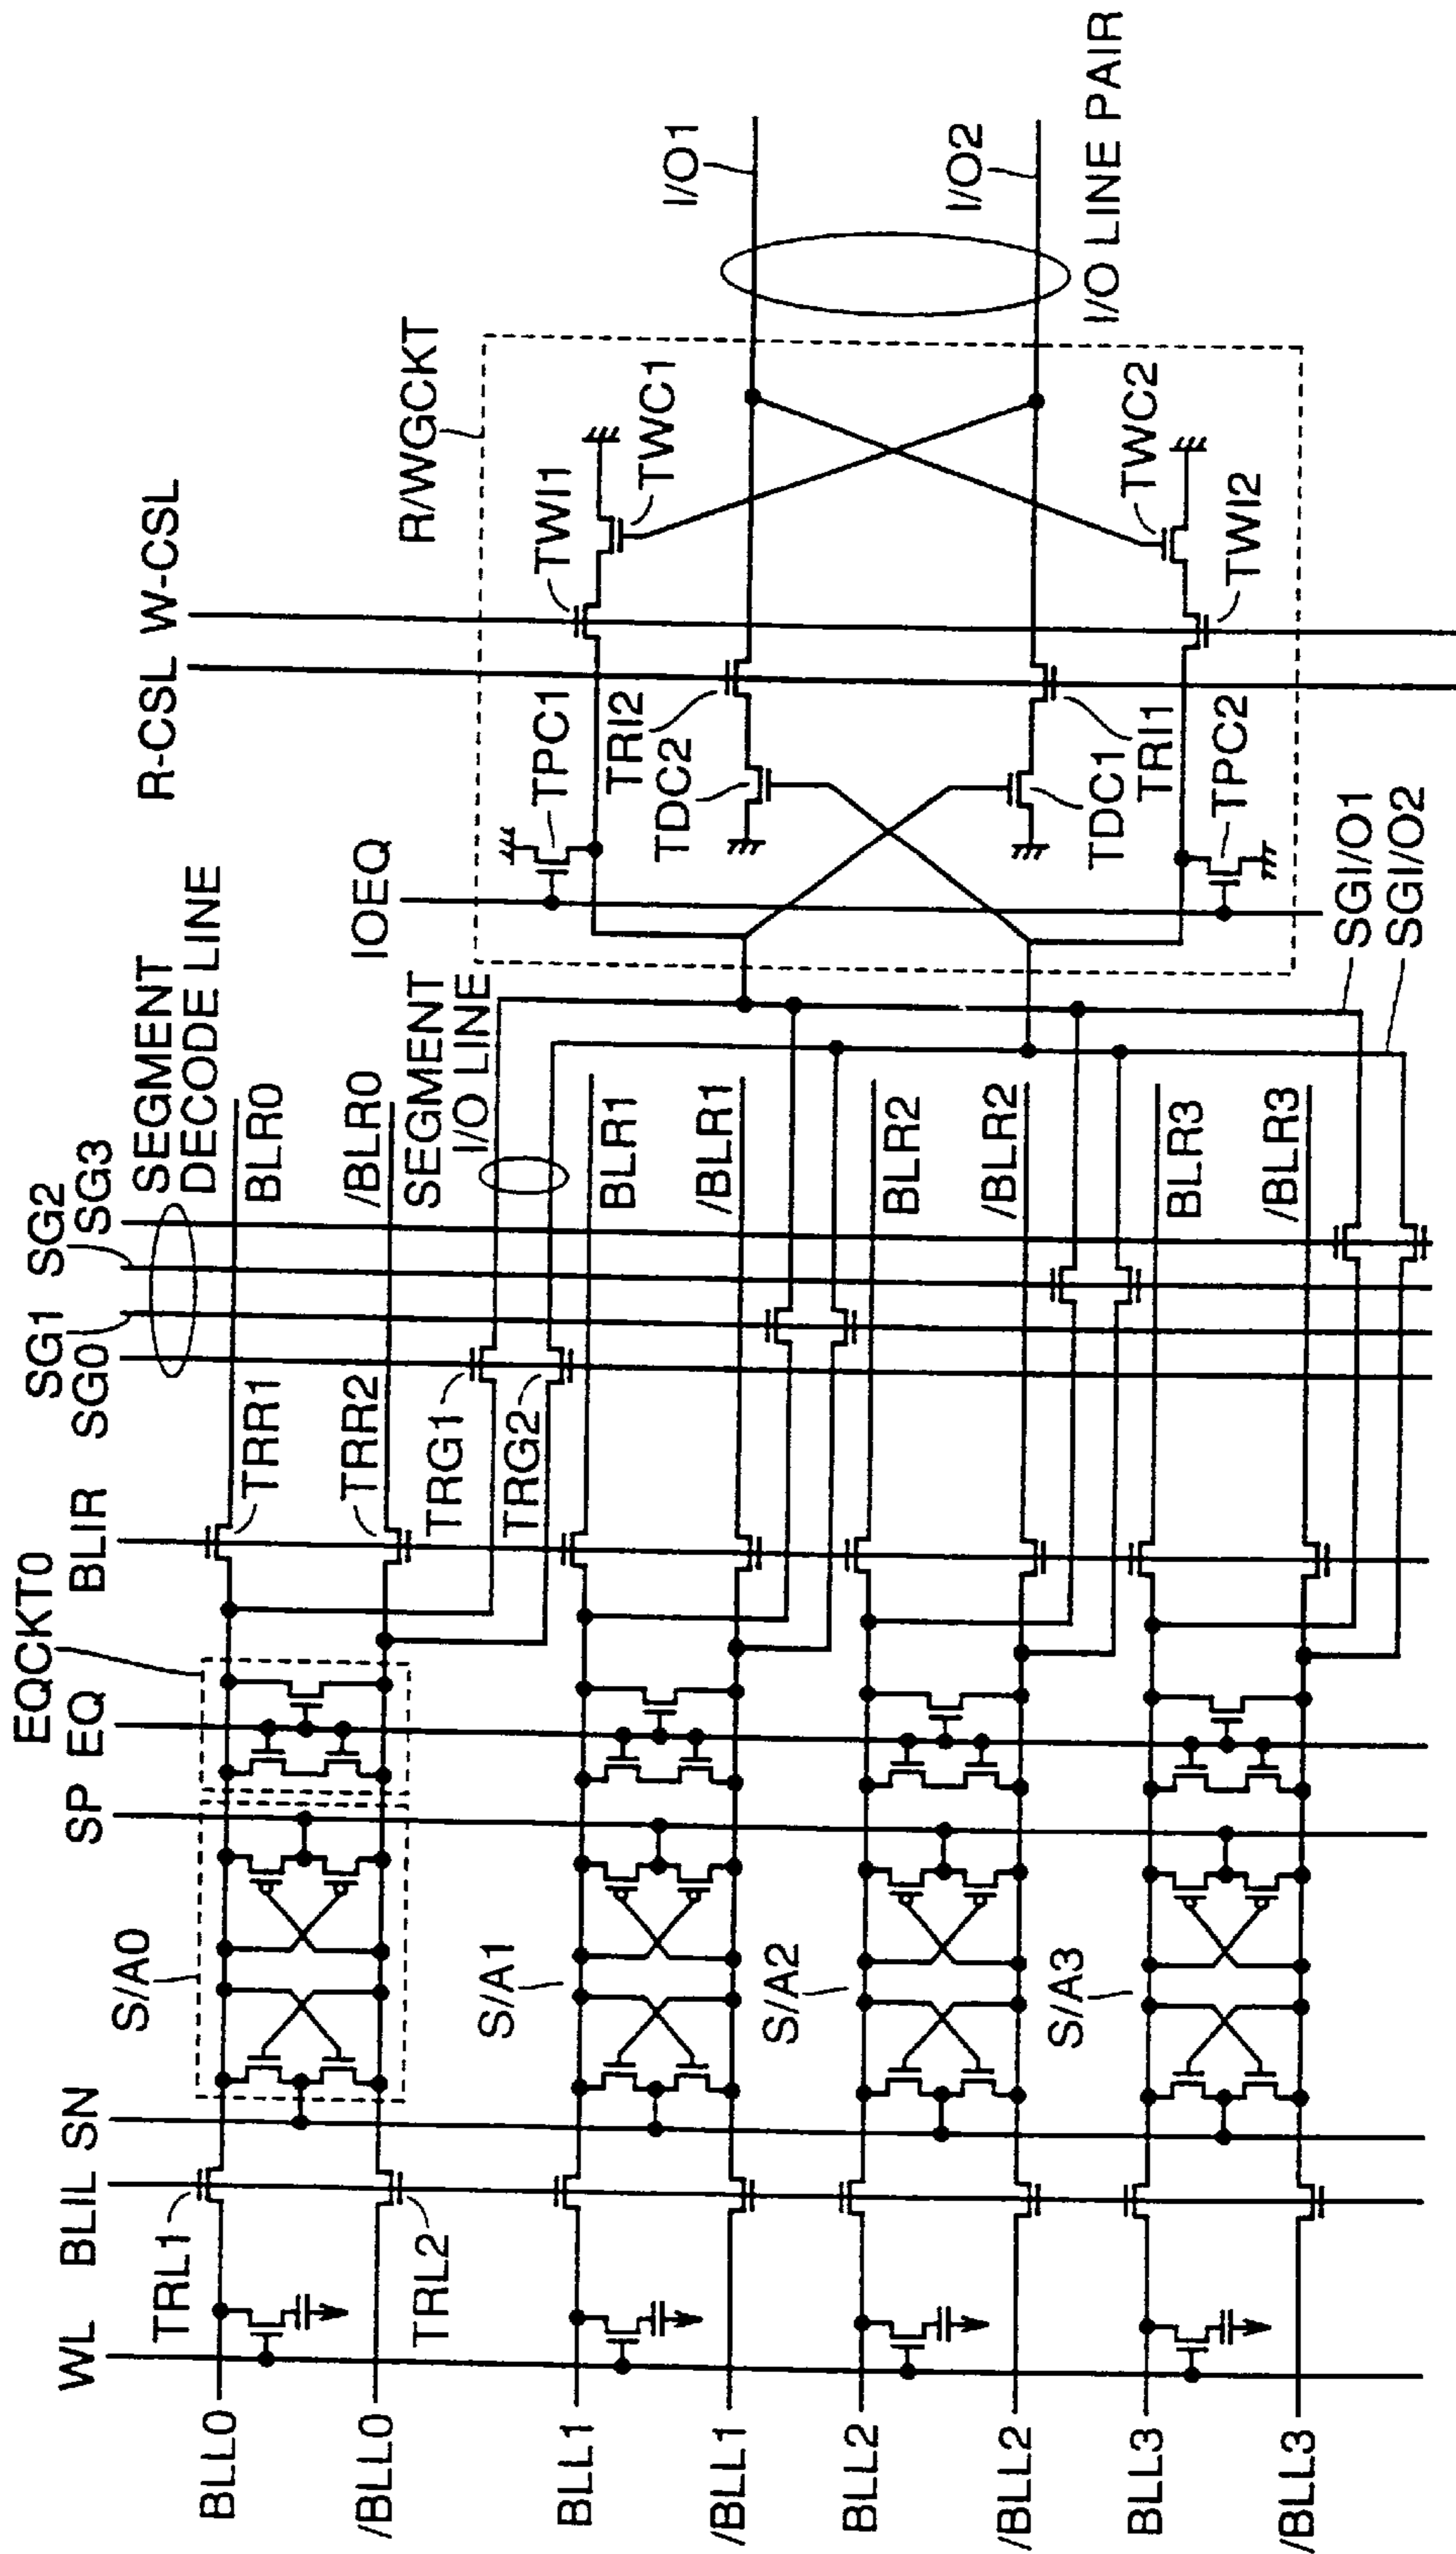 WL
BLIL
SN
SP
EQ
EQCKT0
BLIR
SG0
SG1
SG2
SG3
SEGMENT
DECODE LINE
IOEQ
R-CSL
W-CSL
R/WGCKT
TRL1
TRL2
S/A0
TRR1
TRR2
BLR0
/BLR0
SEGMENT
I/O LINE
TRG1
TRG2
BLL0
/BLL0
BLL1
/BLL1
S/A1
BLR1
/BLR1
BLL2
/BLL2
S/A2
BLR2
/BLR2
BLL3
/BLL3
S/A3
BLR3
/BLR3
TPC1
TRI2
TDC2
TWI1
TWC1
TDC1
TRI1
TPC2
TWC2
TWI2
SGI/O1
SGI/O2
I/O1
I/O2
I/O LINE PAIR